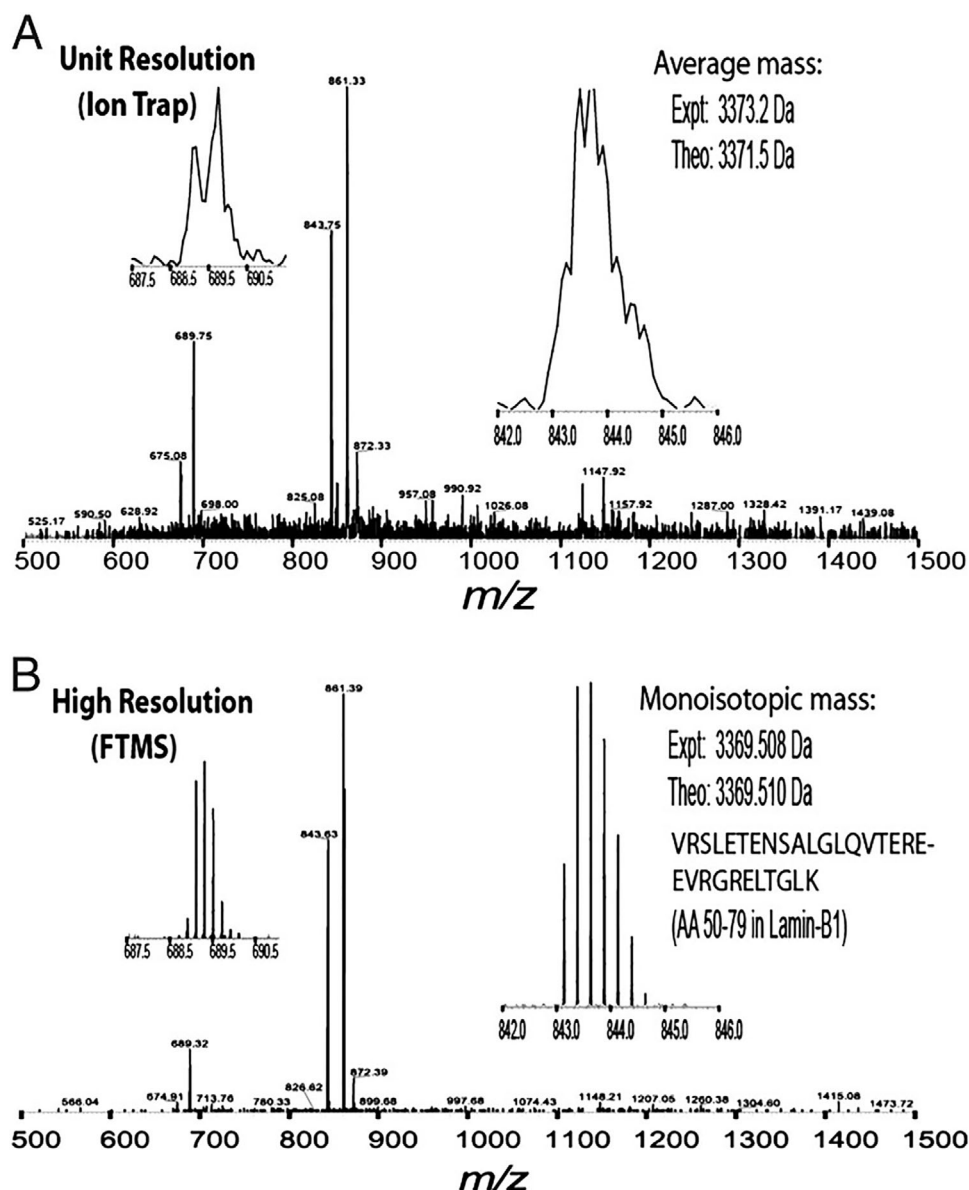 A
Unit Resolution
(Ion Trap)
861.33
Average mass:
Expt: 3373.2 Da
Theo: 3371.5 Da
843.75
687.5 688.5 689.5 690.5
689.75
842.0 843.0 844.0 845.0 846.0
675.08
872.33
525.17 590.50 628.92 698.00 825.08 957.08 990.92 1026.08 1147.92 1157.92 1287.00 1328.42 1391.17 1439.08
500 600 700 800 900 1000 1100 1200 1300 1400 1500
m/z
B
High Resolution
(FTMS)
861.39
Monoisotopic mass:
Expt: 3369.508 Da
Theo: 3369.510 Da
VRSLETENSALGLQVTERE-
EVRGRELTGLK
(AA 50-79 in Lamin-B1)
843.63
687.5 688.5 689.5 690.5
842.0 843.0 844.0 845.0 846.0
689.32
872.39
566.04 674.91 713.76 780.33 826.62 899.68 997.68 1074.43 1148.21 1207.05 1260.38 1304.60 1415.08 1473.72
500 600 700 800 900 1000 1100 1200 1300 1400 1500
m/z